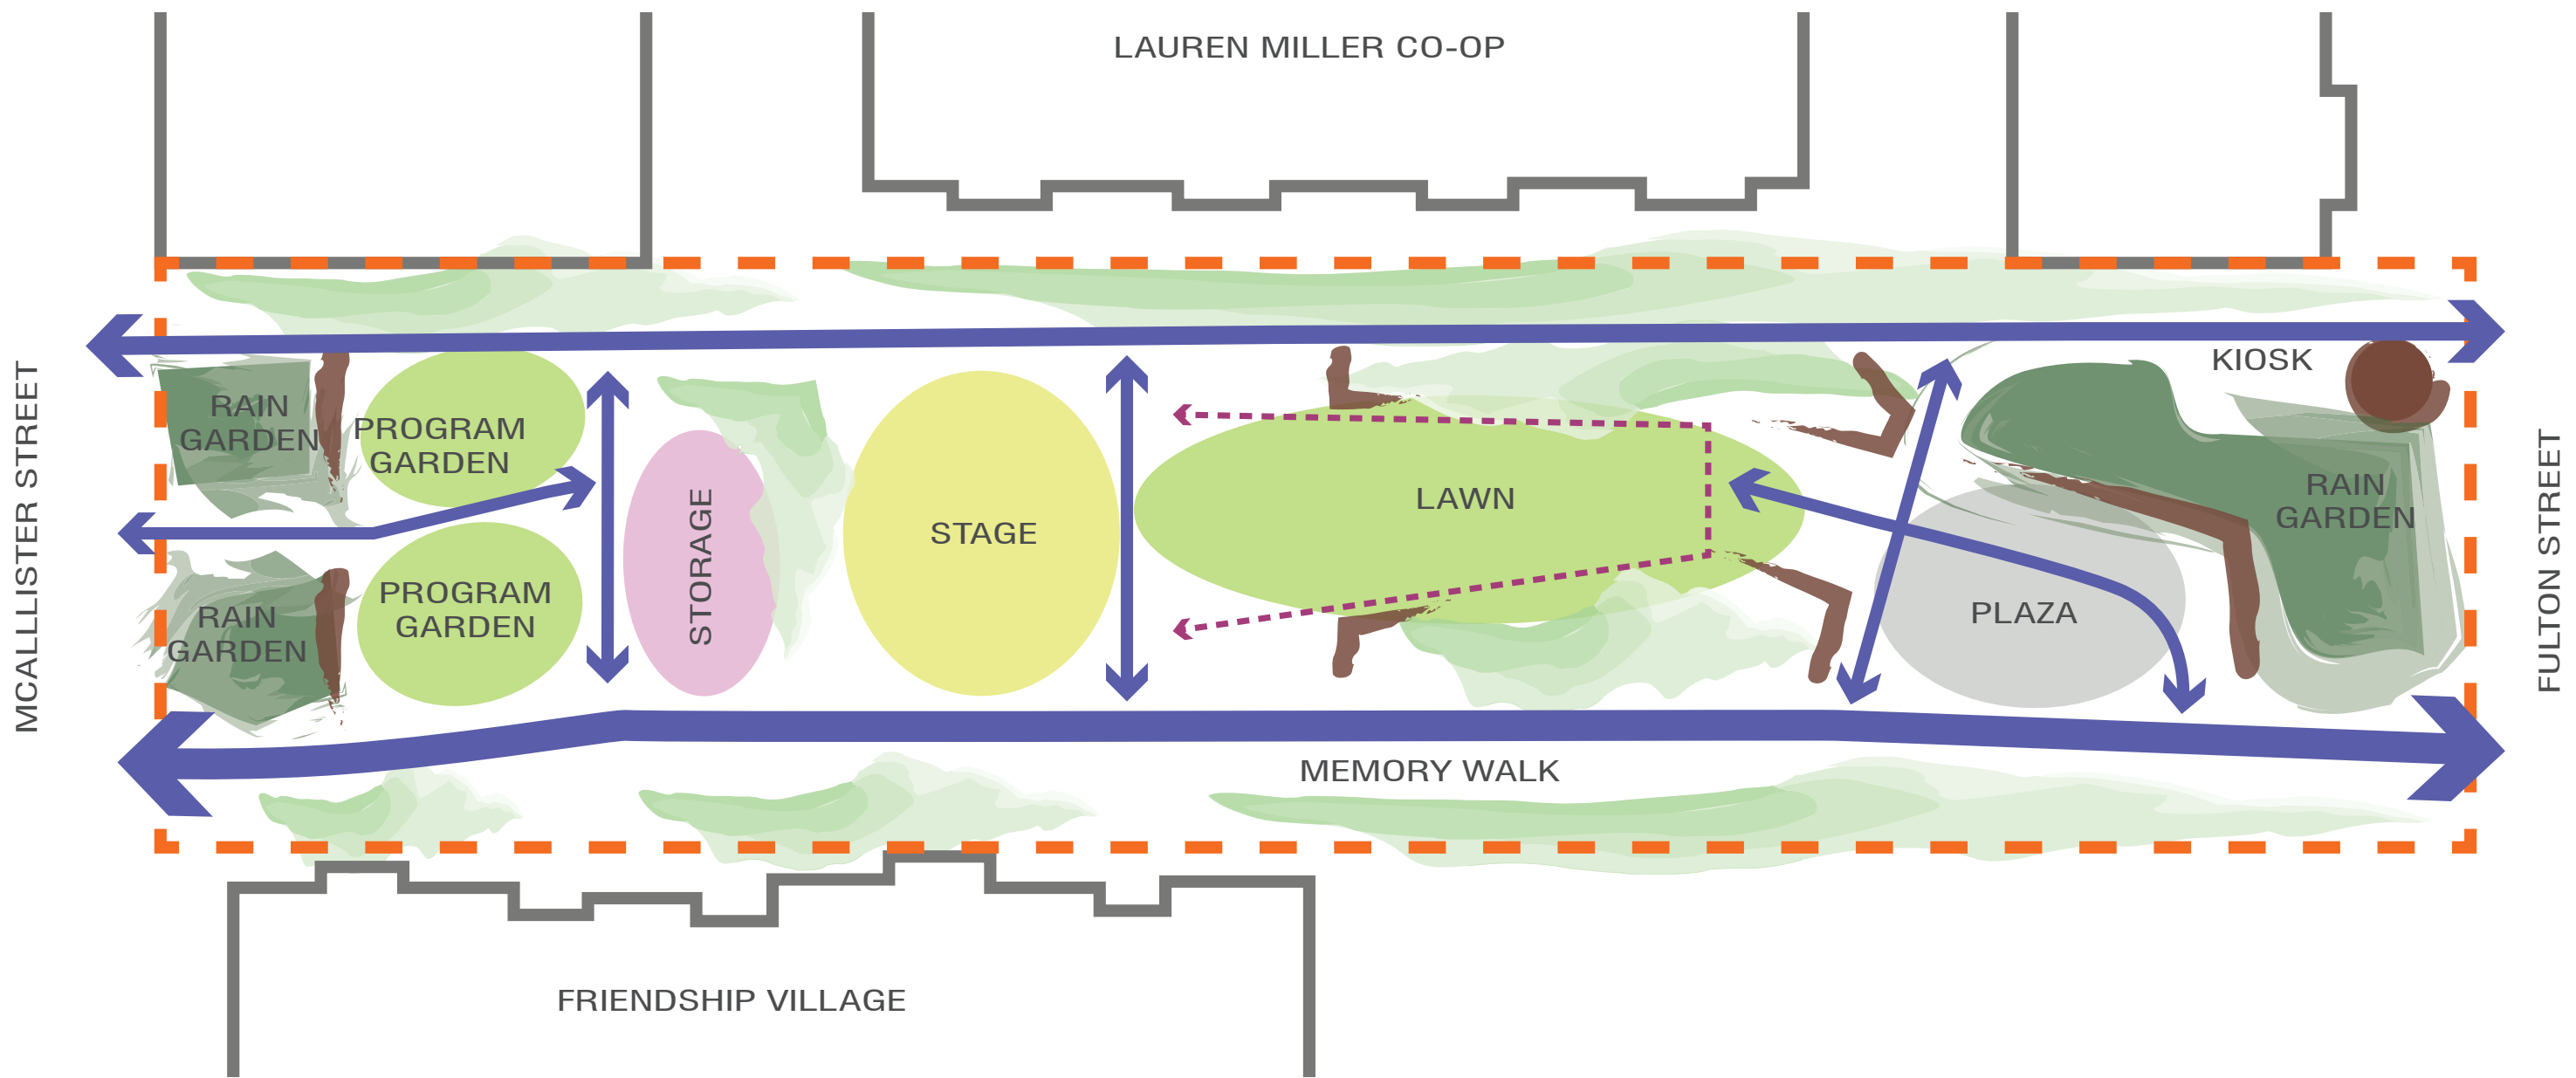 LAUREN MILLER CO-OP
MCALLLISTER STREET
RAIN
GARDEN
PROGRAM
GARDEN
RAIN
GARDEN
PROGRAM
GARDEN
STORAGE
STAGE
LAWN
PLAZA
KIOSK
RAIN
GARDEN
FULTON STREET
MEMORY WALK
FRIENDSHIP VILLAGE